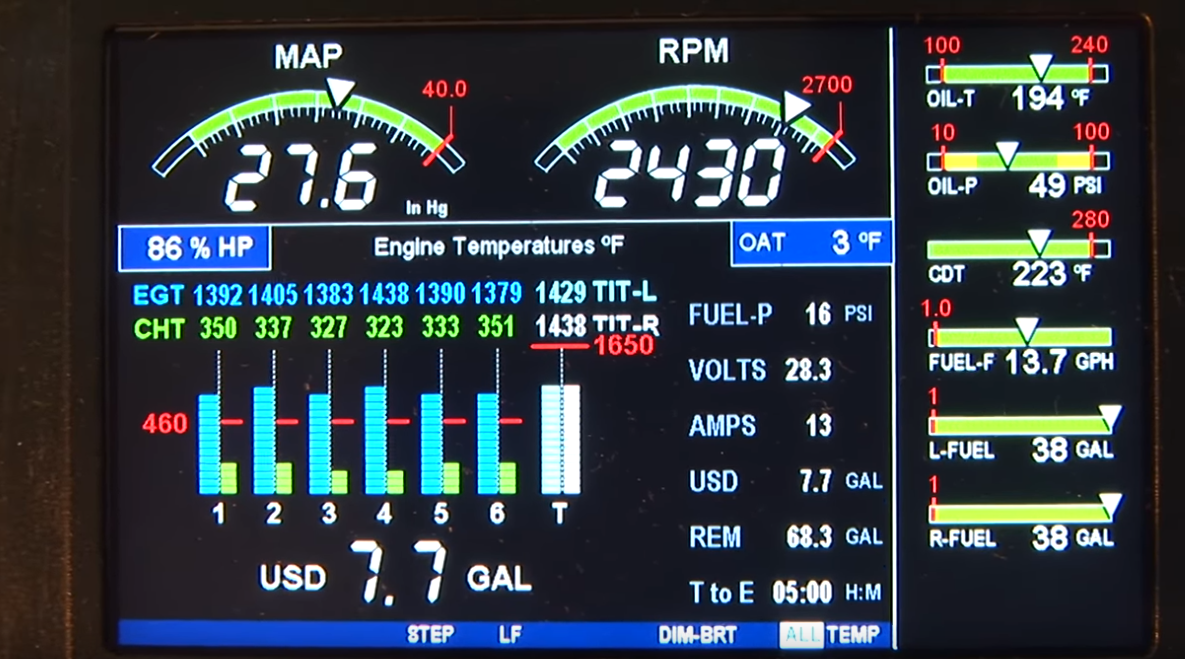 MAP
40.0
27.6
In Hg
RPM
2700
2430
86 % HP
Engine Temperatures ºF
OAT 3 ºF
EGT 1392 1405 1383 1438 1390 1379 1429 TIT-L
CHT 350 337 327 323 333 351 1438 TIT-R
1650
460
1 2 3 4 5 6 T
USD 7.7 GAL
FUEL-P 16 PSI
VOLTS 28.3
AMPS 13
USD 7.7 GAL
REM 68.3 GAL
T to E 05:00 H:M
STEP LF DIM-BRT ALL TEMP
100 240
OIL-T 194 ºF
10 100
OIL-P 49 PSI
280
CDT 223 ºF
1.0
FUEL-F 13.7 GPH
1
L-FUEL 38 GAL
1
R-FUEL 38 GAL